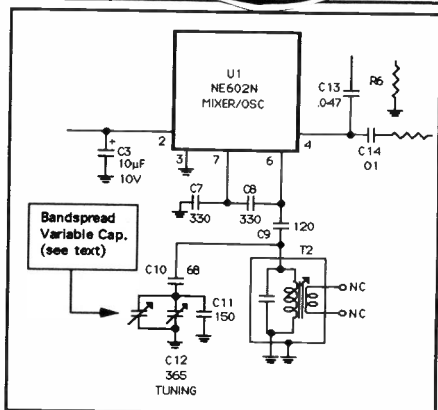 U1
NE602N
MIXER/OSC
C13
.047
R6
2
4
C3
10µF
10V
3
7
6
C14
.01
C7
330
C8
330
C9
120
Bandspread
Variable Cap.
(see text)
T2
C10
68
NC
C11
150
NC
C12
365
TUNING